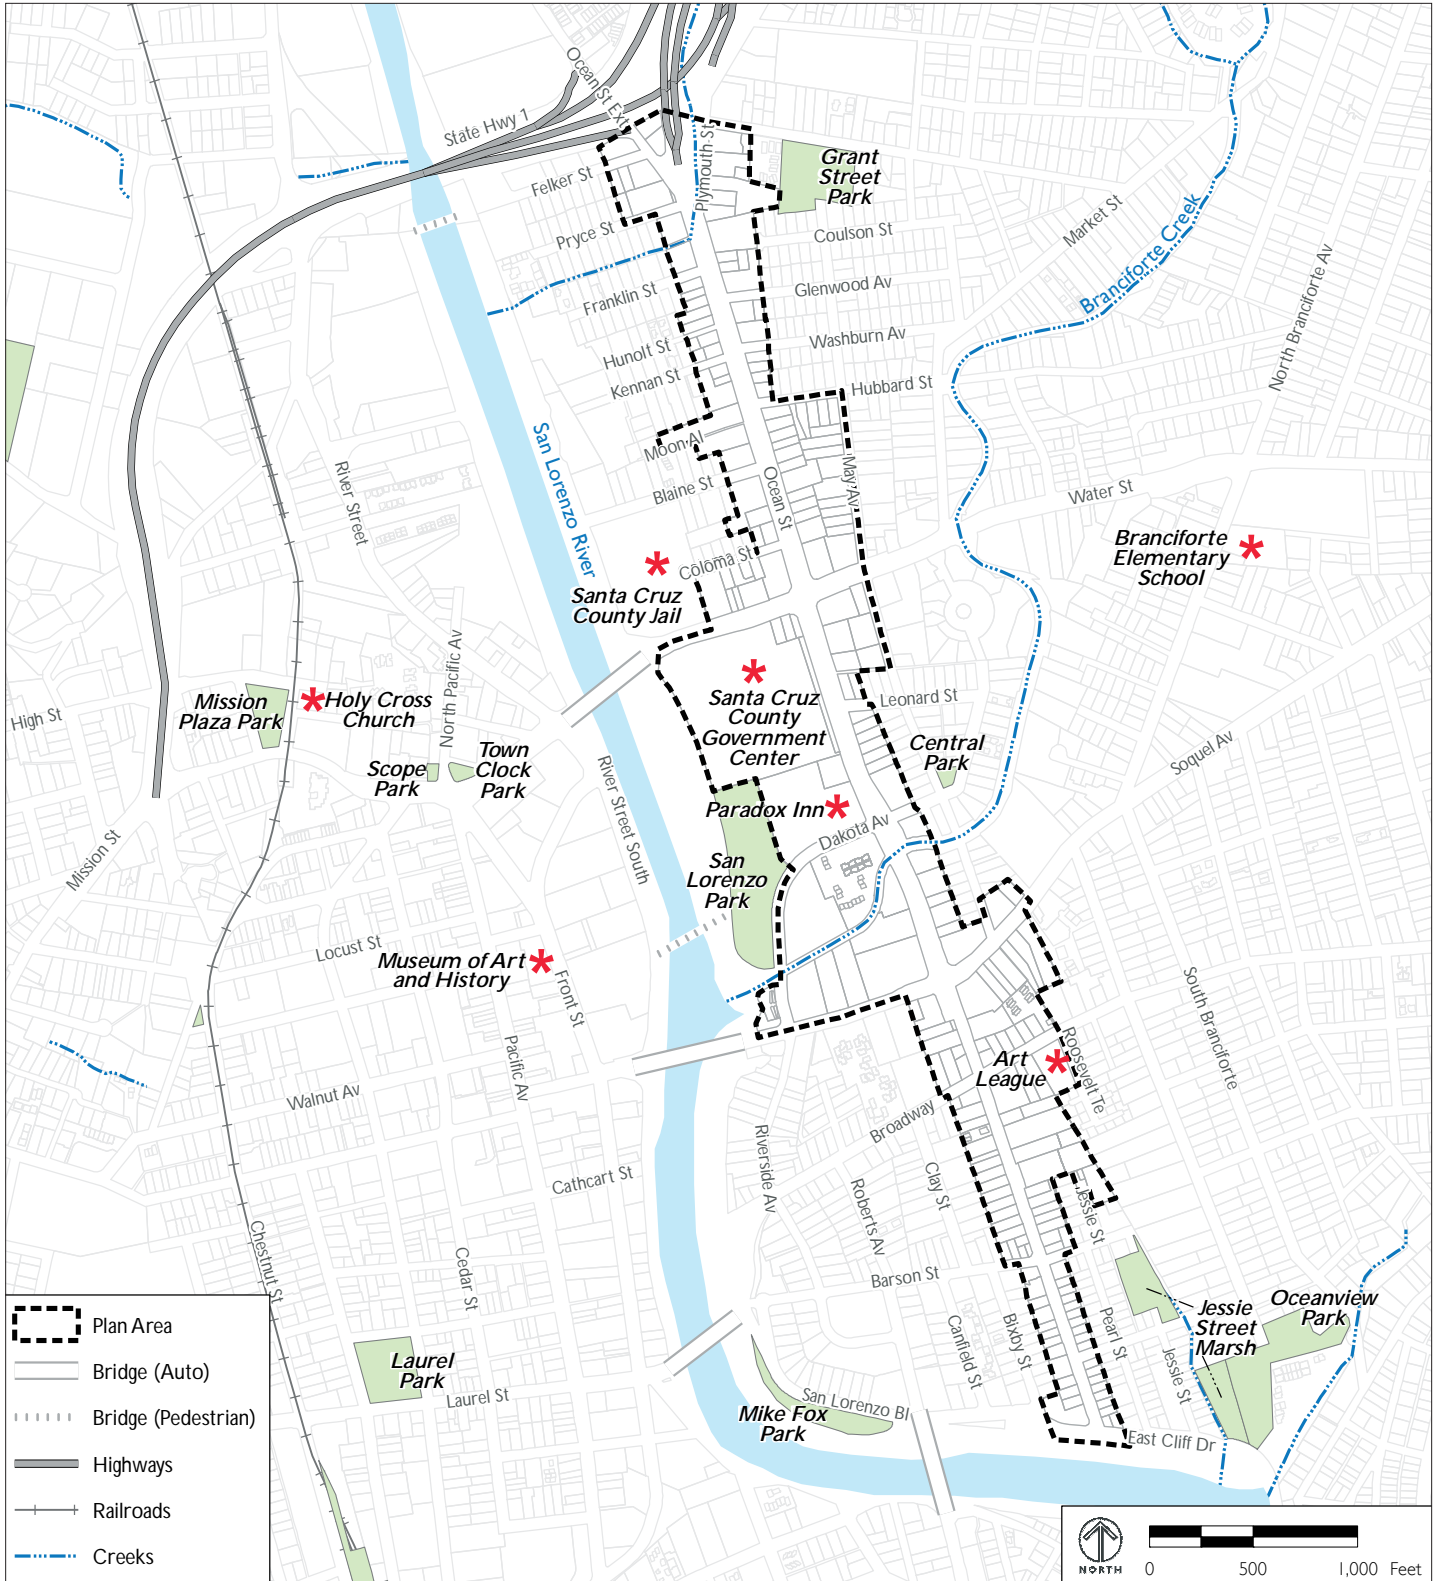 Ocean St Ext
State Hwy 1
Plymouth St
Grant
Street
Park
Felker St
Pryce St
Coulson St
Market St
Branciforte Creek
North Branciforte Av
Franklin St
Glenwood Av
Hunolt St
Washburn Av
Kennan St
Hubbard St
Moon Al
San Lorenzo River
River Street
Blaine St
Ocean St
May Av
Water St
Branciforte
Elementary
School
Coloma St
Santa Cruz
County Jail
North Pacific Av
Mission
Plaza Park
Holy Cross
Church
High St
Santa Cruz
County
Government
Center
Leonard St
Central
Park
Soquel Av
Scope
Park
Town
Clock
Park
River Street South
Paradox Inn
Dakota Av
Mission St
San
Lorenzo
Park
Locust St
Museum of Art
and History
Front St
South Branciforte
Pacific Av
Art
League
Roosevelt Te
Walnut Av
Broadway
Riverside Av
Cathcart St
Clay St
Roberts Av
Jessie St
Chestnut St
Cedar St
Barson St
Jessie
Street
Marsh
Oceanview
Park
Canfield St
Bixby St
Pearl St
Jessie St
Laurel
Park
Laurel St
San Lorenzo Bl
Mike Fox
Park
East Cliff Dr
Plan Area
Bridge (Auto)
Bridge (Pedestrian)
Highways
Railroads
Creeks
NORTH
0 500 1,000 Feet